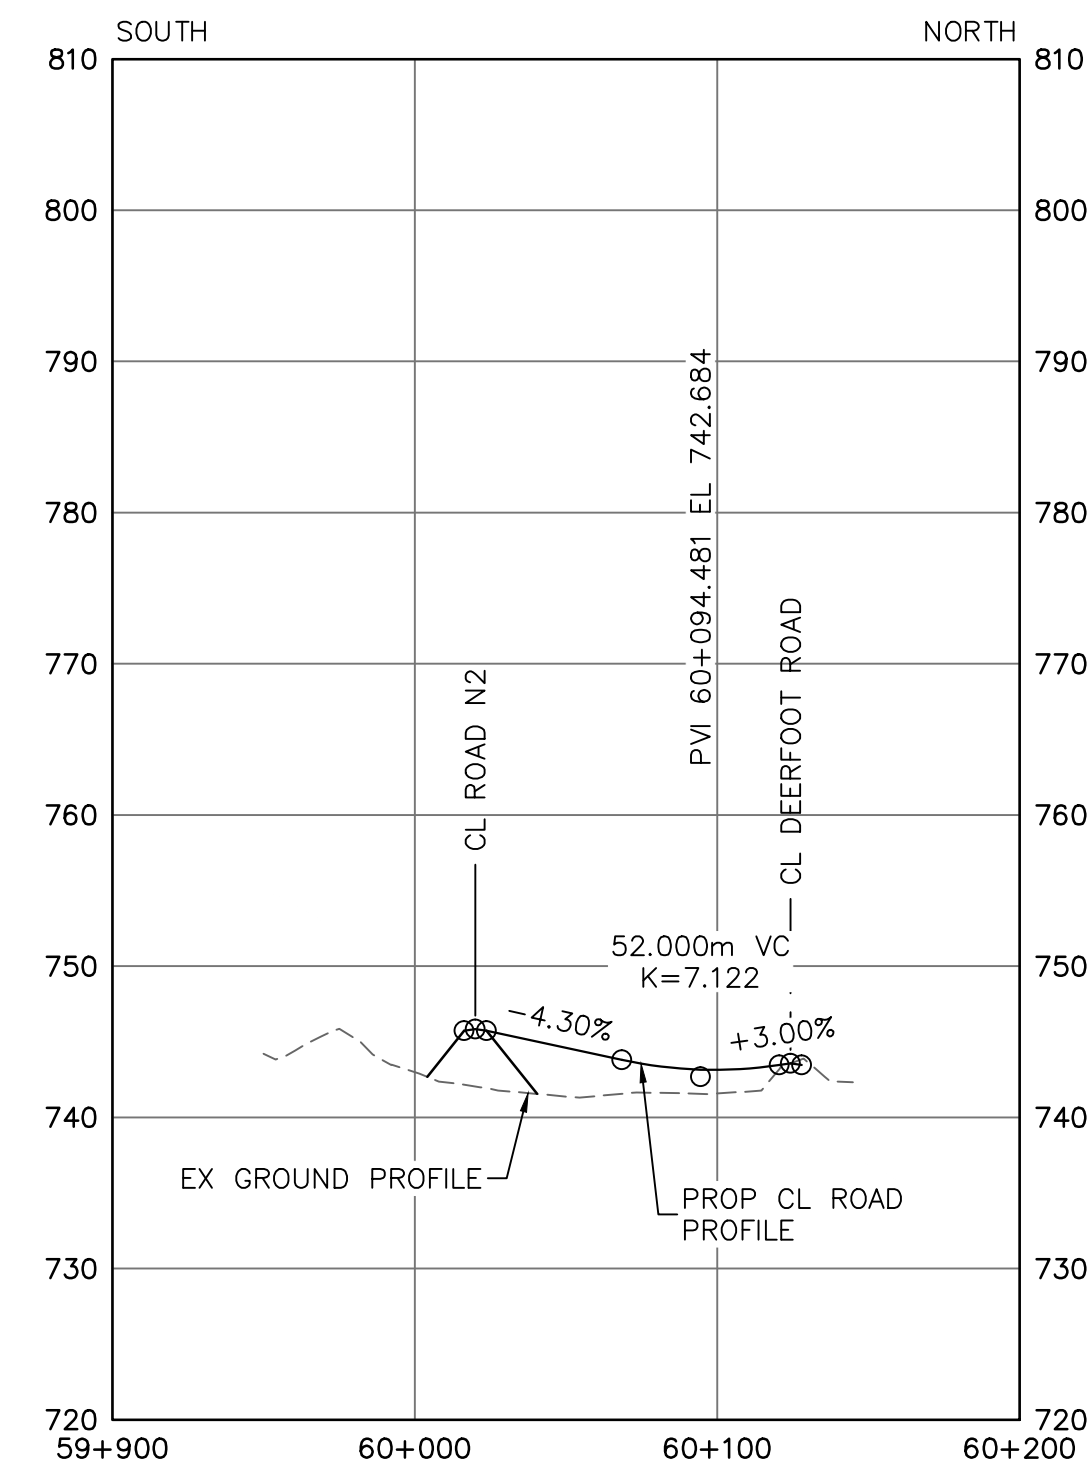 SOUTH NORTH
810 810
800 800
790 790
780 780
770 770
760 760
750 750
740 740
730 730
720 720
59+900 60+000 60+100 60+200
CL ROAD N2
PVI 60+094.481 EL 742.684
CL DEERFOOT ROAD
52.000m VC
K=7.122
-4.30%
+3.00%
EX GROUND PROFILE
PROP CL ROAD
PROFILE